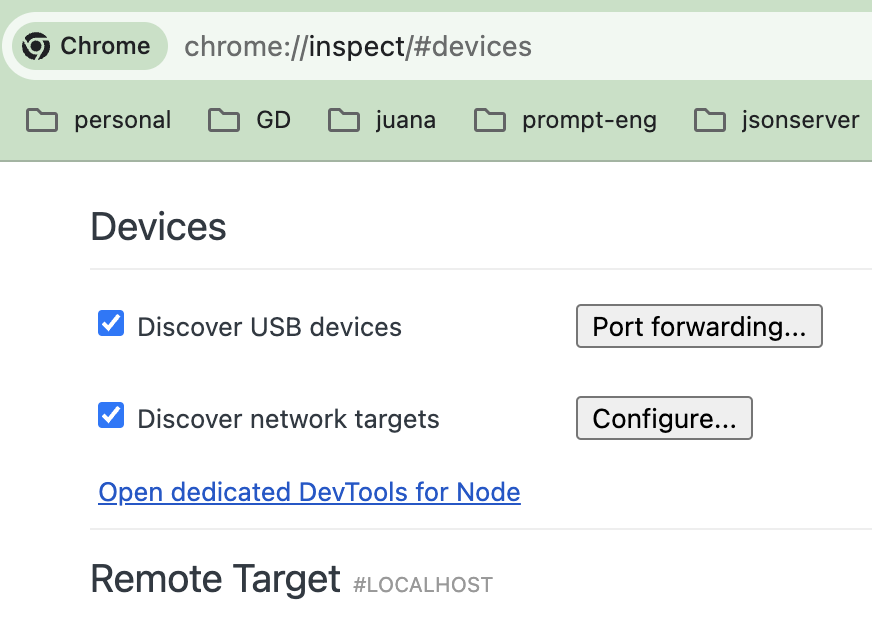 Chrome chrome://inspect/#devices
personal GD juana prompt-eng jsonserver
Devices
Discover USB devices Port forwarding...
Discover network targets Configure...
Open dedicated DevTools for Node
Remote Target #LOCALHOST